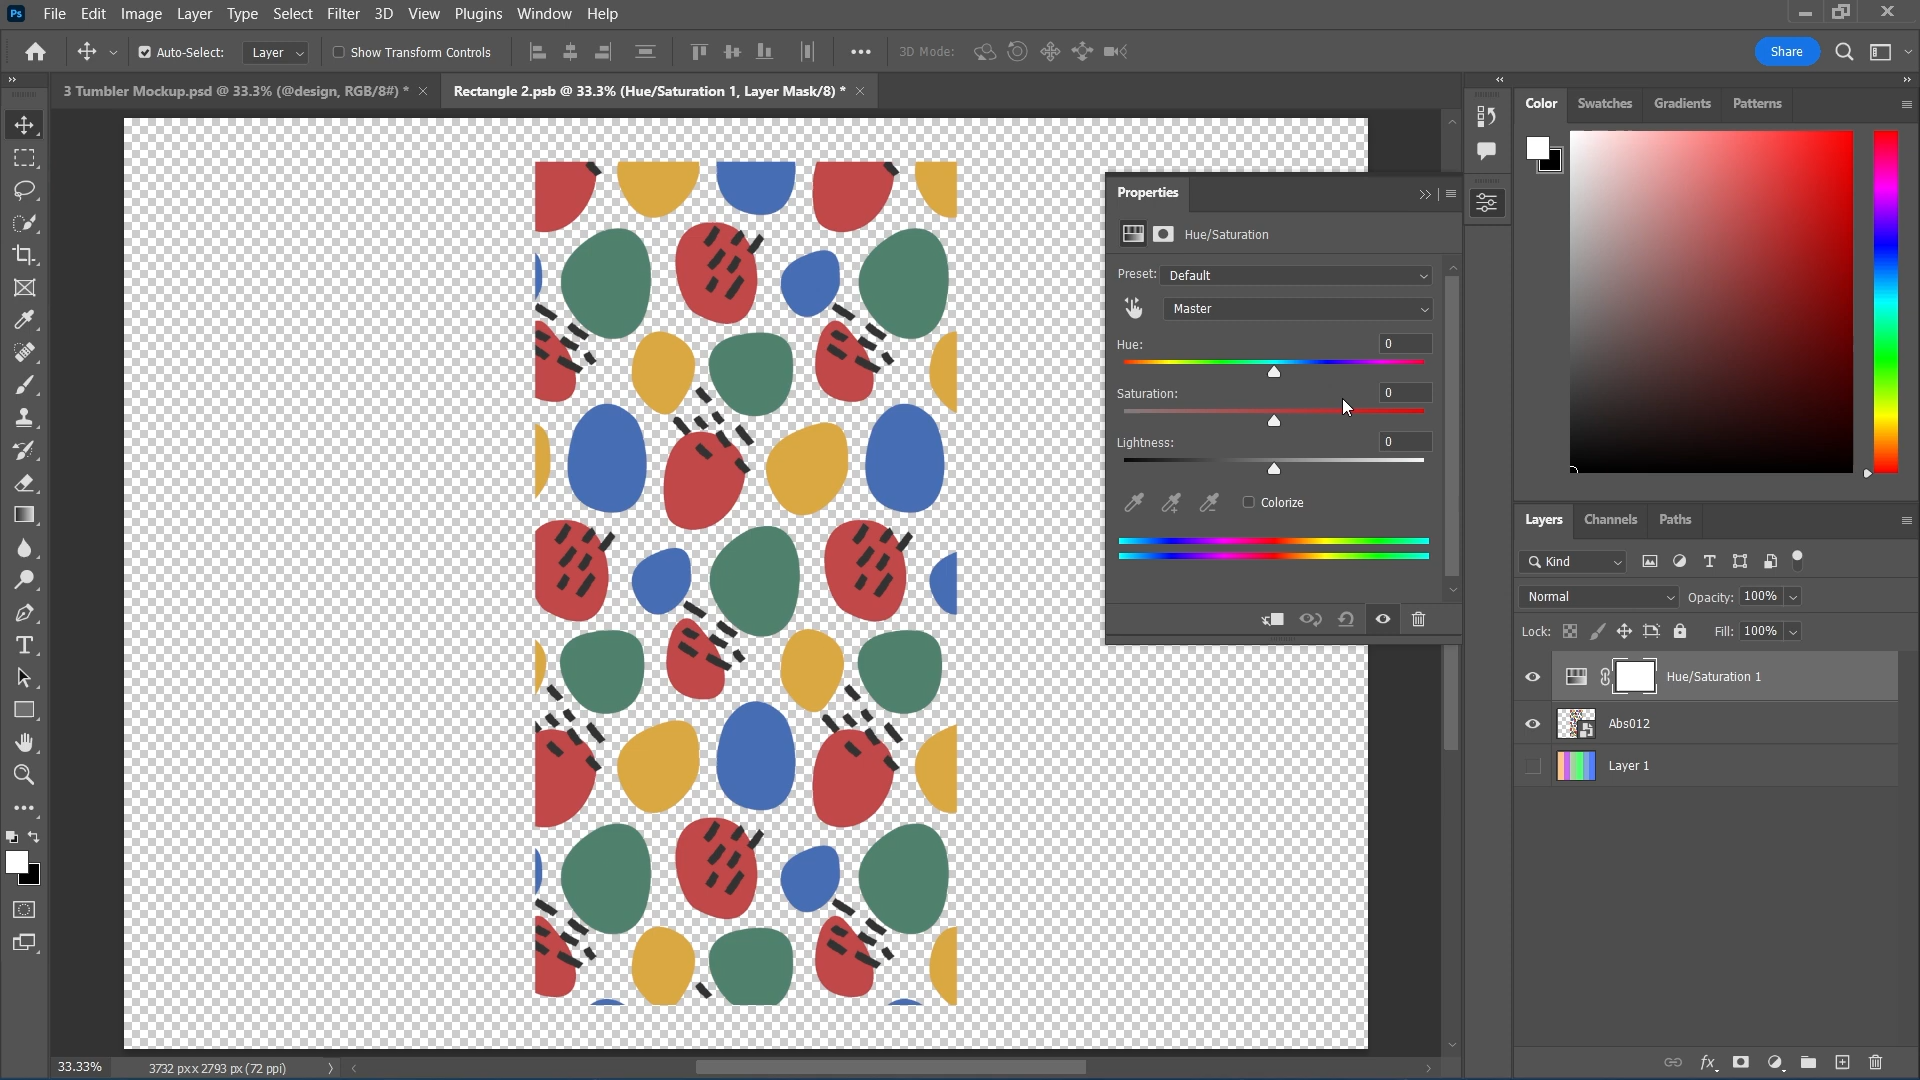 Ps File Edit Image Layer Type Select Filter 3D View Plugins Window Help
Auto-Select: Layer Show Transform Controls 3D Mode: Share
3 Tumbler Mockup.psd @ 33.3% (@design, RGB/8#) *
Rectangle 2.psb @ 33.3% (Hue/Saturation 1, Layer Mask/8) *
Color Swatches Gradients Patterns
Properties
Hue/Saturation
Preset: Default
Master
Hue: 0
Saturation: 0
Lightness: 0
Colorize
Layers Channels Paths
Kind
Normal Opacity: 100%
Lock: Fill: 100%
Hue/Saturation 1
Abs012
Layer 1
33.33% 3732 px x 2793 px (72 ppi)